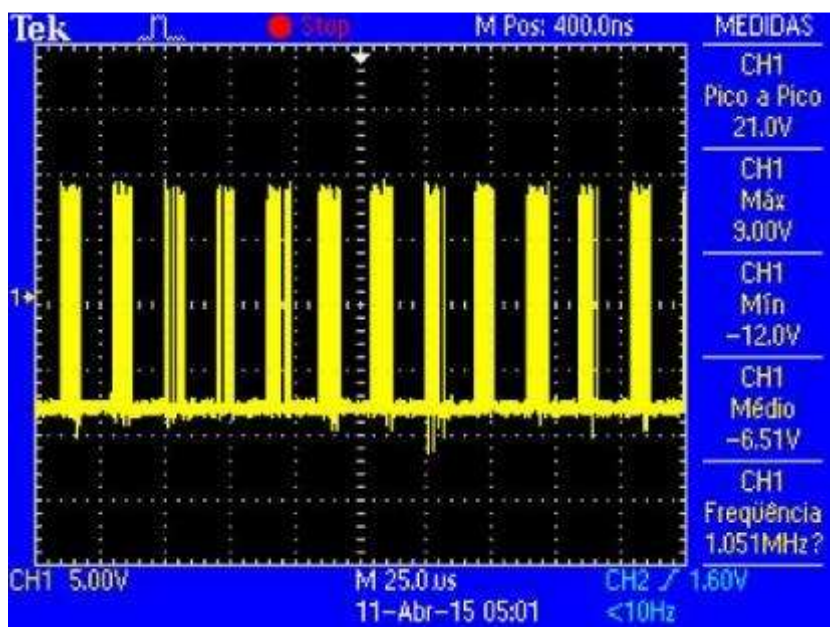 Tek Stop M Pos: 400.0ns MEDIDAS
CH1
Pico a Pico
21.0V
CH1
Máx
9.00V
CH1
Mín
-12.0V
CH1
Médio
-6.51V
CH1
Freqüência
1.051MHz?
1
CH1 5.00V M 25.0us CH2 1.60V
11-Abr-15 05:01 <10Hz